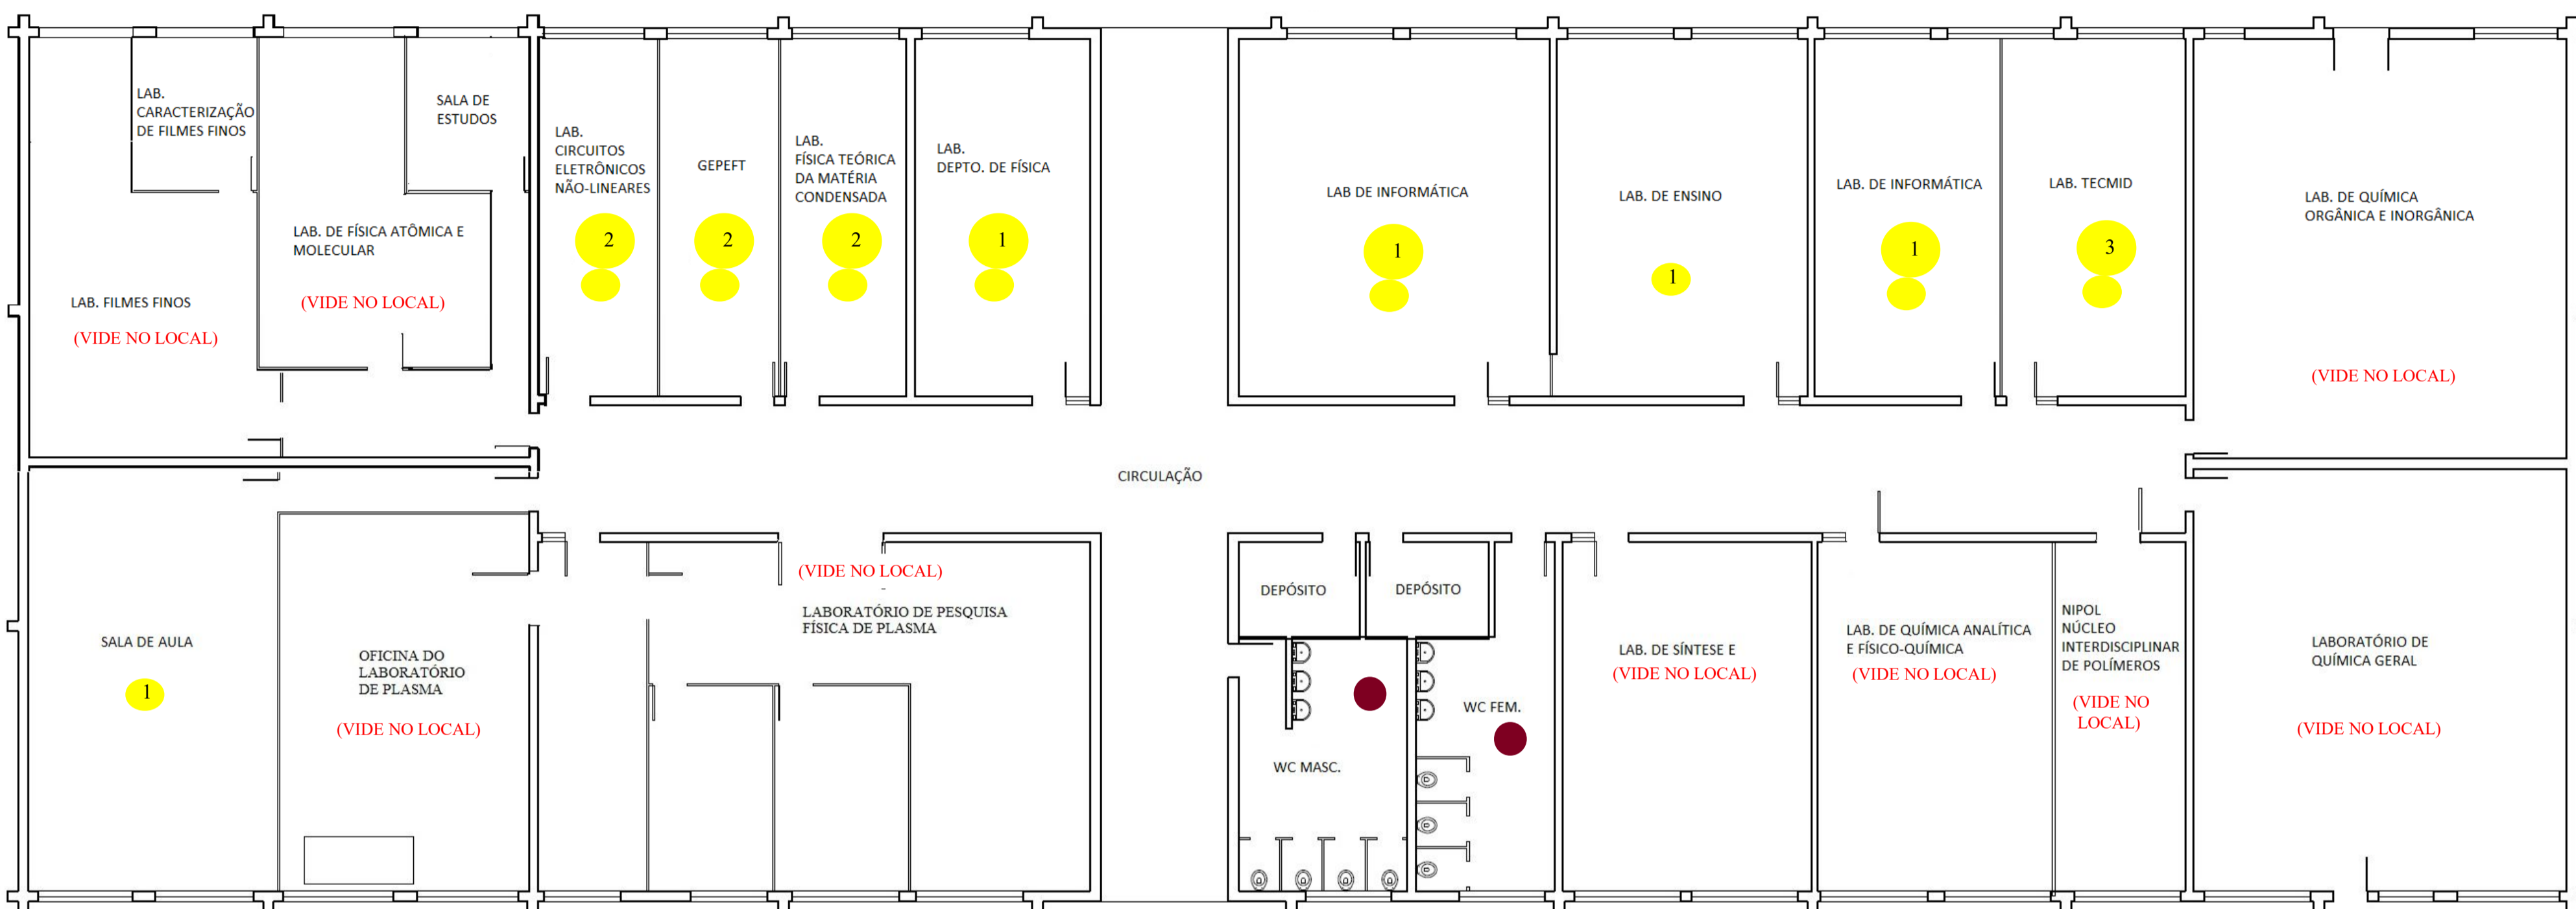 LAB.
CARACTERIZAÇÃO
DE FILMES FINOS
SALA DE
ESTUDOS
LAB. DE FÍSICA ATÔMICA E
MOLECULAR
(VIDE NO LOCAL)
LAB. FILMES FINOS
(VIDE NO LOCAL)
LAB.
CIRCUITOS
ELETRÔNICOS
NÃO-LINEARES
2
GEPEFT
2
LAB.
FÍSICA TEÓRICA
DA MATÉRIA
CONDENSADA
2
LAB.
DEPTO. DE FÍSICA
1
LAB DE INFORMÁTICA
1
LAB. DE ENSINO
1
LAB. DE INFORMÁTICA
1
LAB. TECMID
3
LAB. DE QUÍMICA
ORGÂNICA E INORGÂNICA
(VIDE NO LOCAL)
CIRCULAÇÃO
SALA DE AULA
1
OFICINA DO
LABORATÓRIO
DE PLASMA
(VIDE NO LOCAL)
(VIDE NO LOCAL)
LABORATÓRIO DE PESQUISA
FÍSICA DE PLASMA
DEPÓSITO
DEPÓSITO
WC MASC.
WC FEM.
LAB. DE SÍNTESE E
(VIDE NO LOCAL)
LAB. DE QUÍMICA ANALÍTICA
E FÍSICO-QUÍMICA
(VIDE NO LOCAL)
NIPOL
NÚCLEO
INTERDISCIPLINAR
DE POLÍMEROS
(VIDE NO
LOCAL)
LABORATÓRIO DE
QUÍMICA GERAL
(VIDE NO LOCAL)